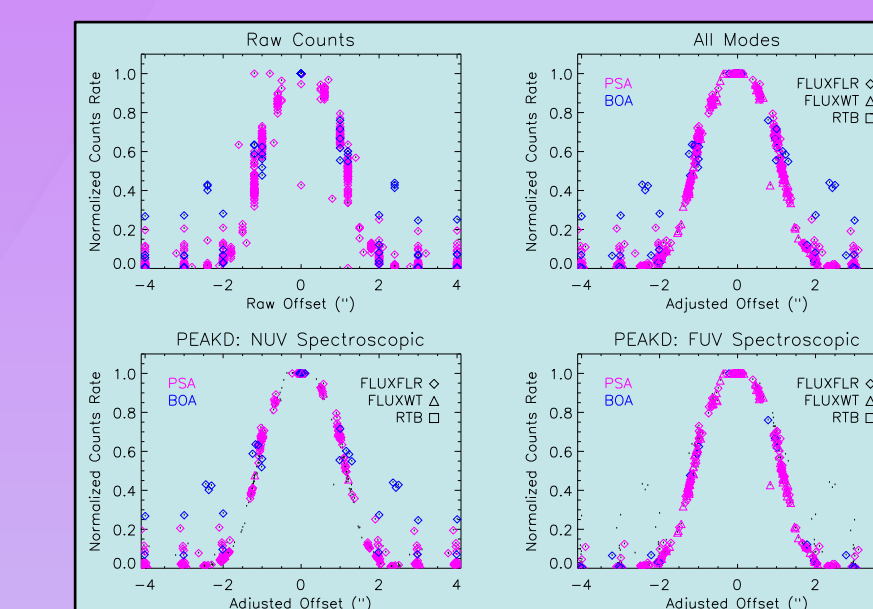 Raw Counts
Normalized Counts Rate
1.0
0.8
0.6
0.4
0.2
0.0
−4 −2 0 2 4
Raw Offset (")
All Modes
Normalized Counts Rate
1.0
0.8
0.6
0.4
0.2
0.0
PSA
BOA
FLUXFLR
FLUXWT
RTB
−4 −2 0 2
Adjusted Offset (")
PEAKD: NUV Spectroscopic
Normalized Counts Rate
1.0
0.8
0.6
0.4
0.2
0.0
PSA
BOA
FLUXFLR
FLUXWT
RTB
−4 −2 0 2 4
Adjusted Offset (")
PEAKD: FUV Spectroscopic
Normalized Counts Rate
1.0
0.8
0.6
0.4
0.2
0.0
PSA
BOA
FLUXFLR
FLUXWT
RTB
−4 −2 0 2
Adjusted Offset (")